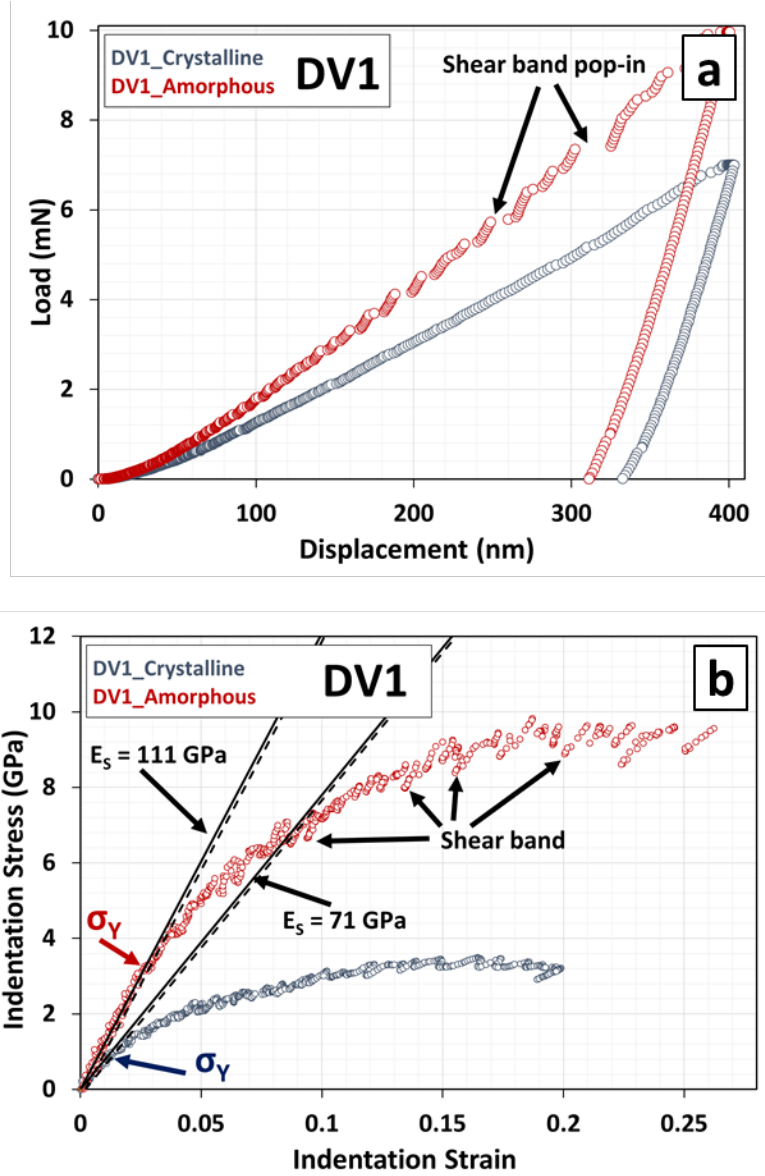 10
8
6
4
2
0
Load (mN)
DV1_Crystalline
DV1_Amorphous
DV1
Shear band pop-in
a
0 100 200 300 400
Displacement (nm)
12
10
8
6
4
2
0
Indentation Stress (GPa)
DV1_Crystalline
DV1_Amorphous
DV1
b
ES = 111 GPa
Shear band
ES = 71 GPa
σY
σY
0 0.05 0.1 0.15 0.2 0.25
Indentation Strain